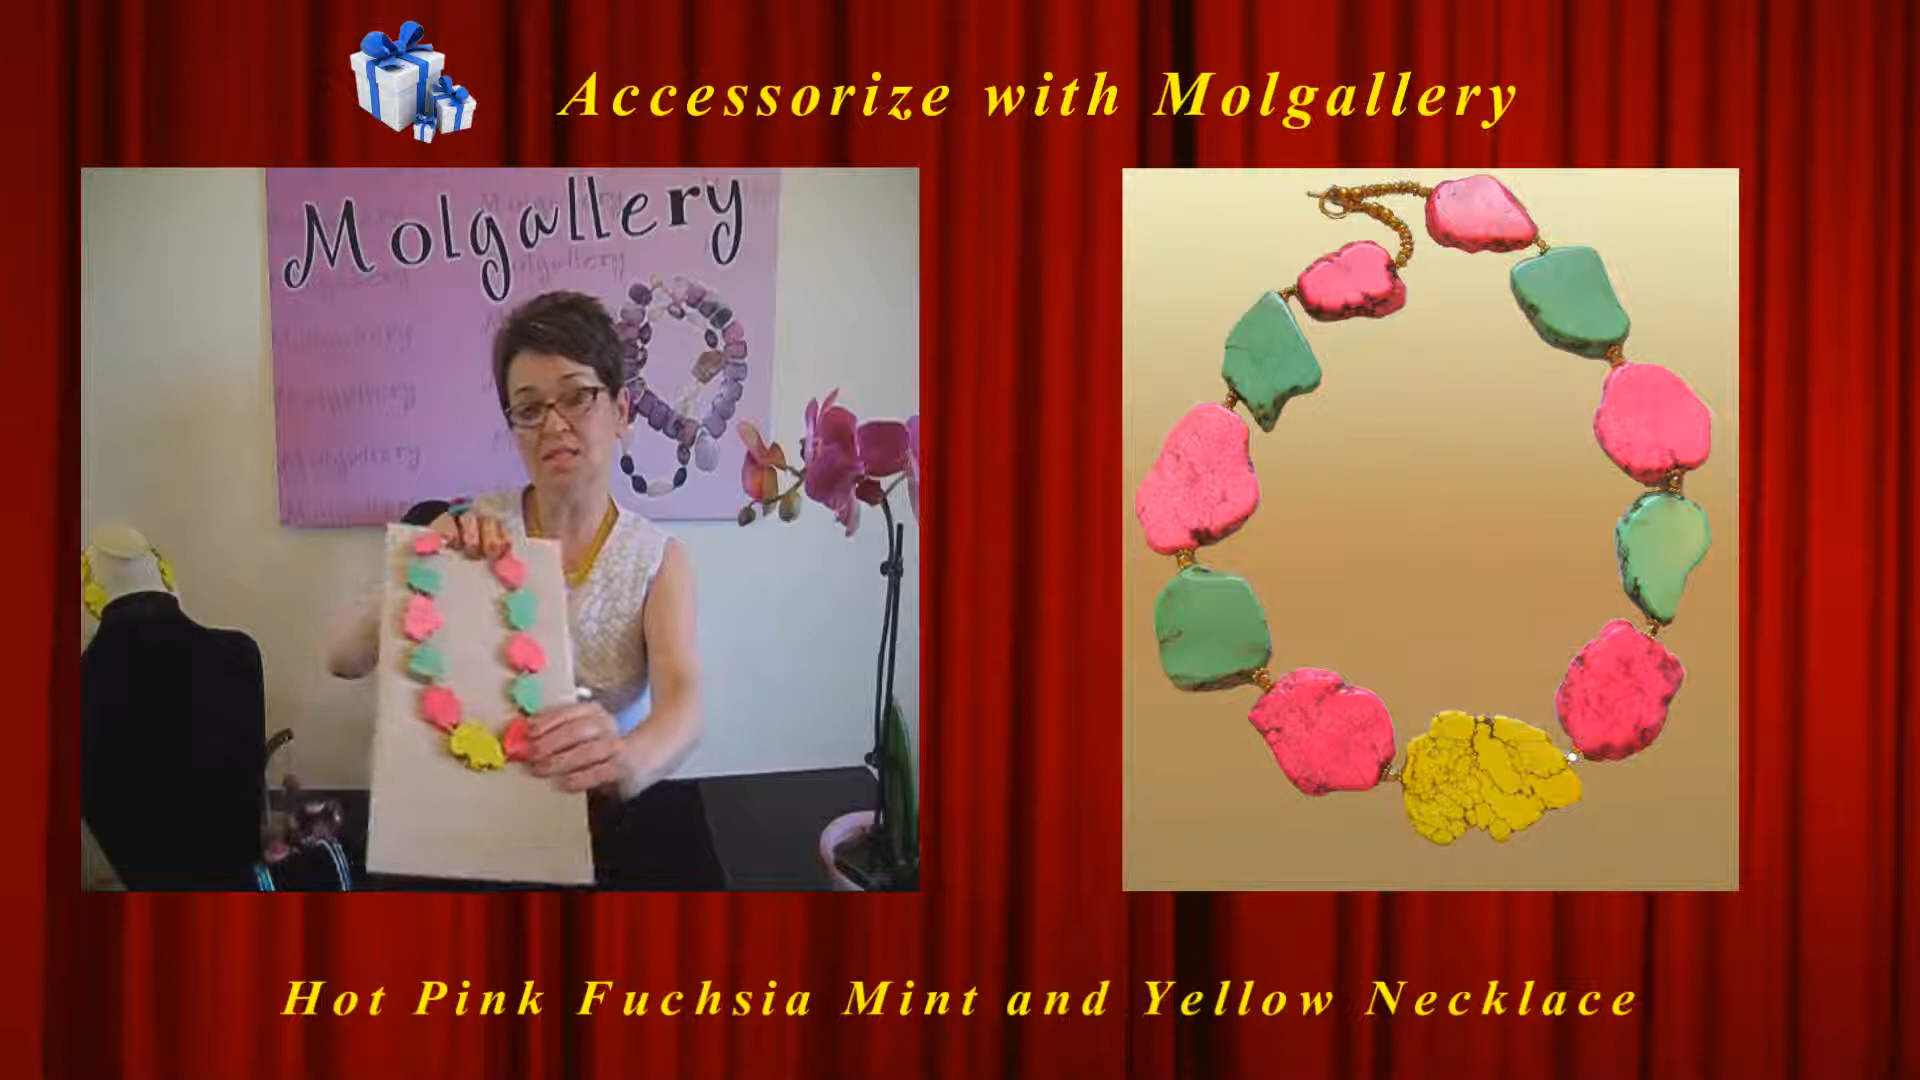 Accessorize with Molgallery
Molgallery
Hot Pink Fuchsia Mint and Yellow Necklace